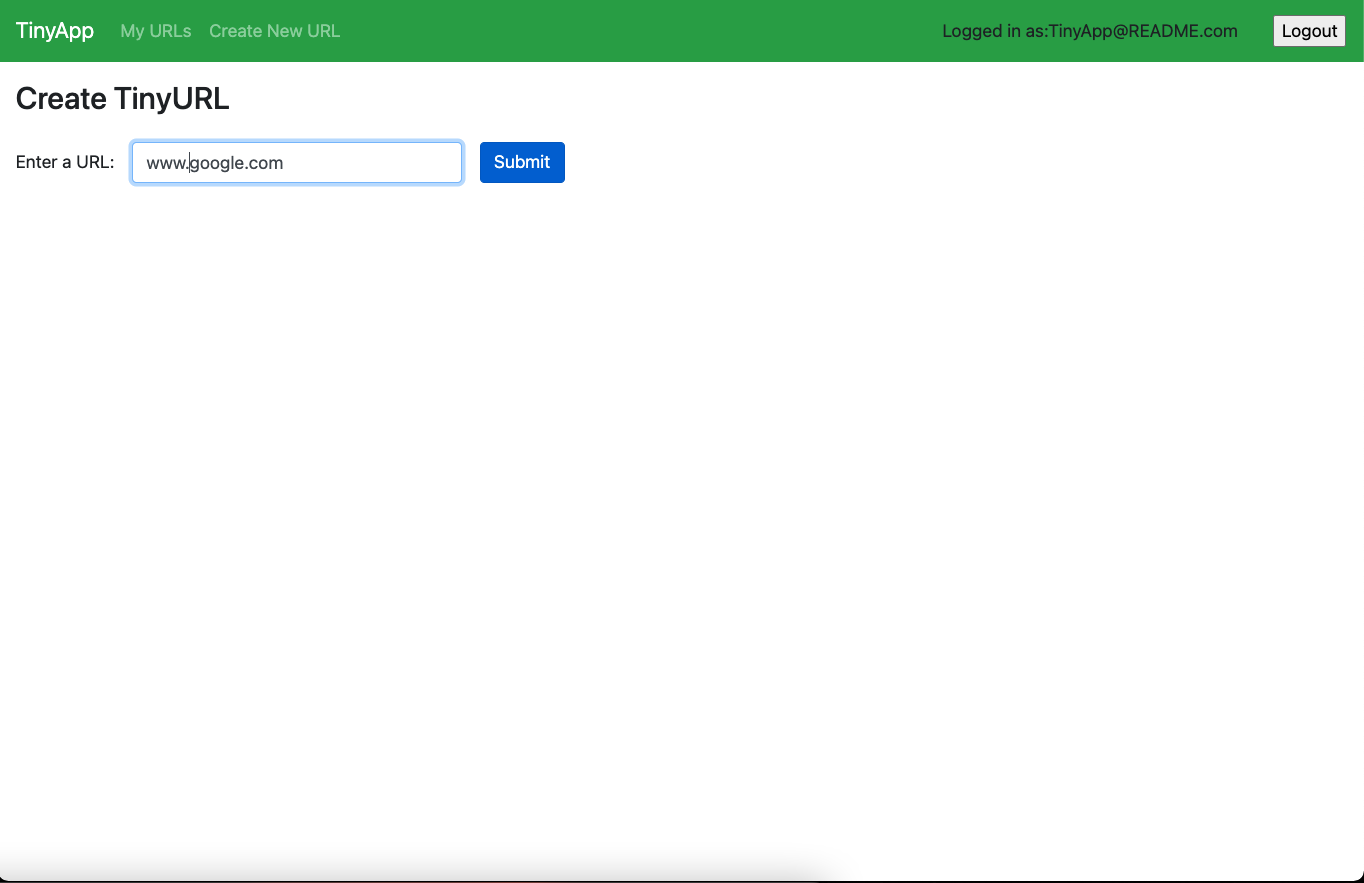 TinyApp My URLs Create New URL Logged in as:TinyApp@README.com Logout
Create TinyURL
Enter a URL: www.google.com Submit